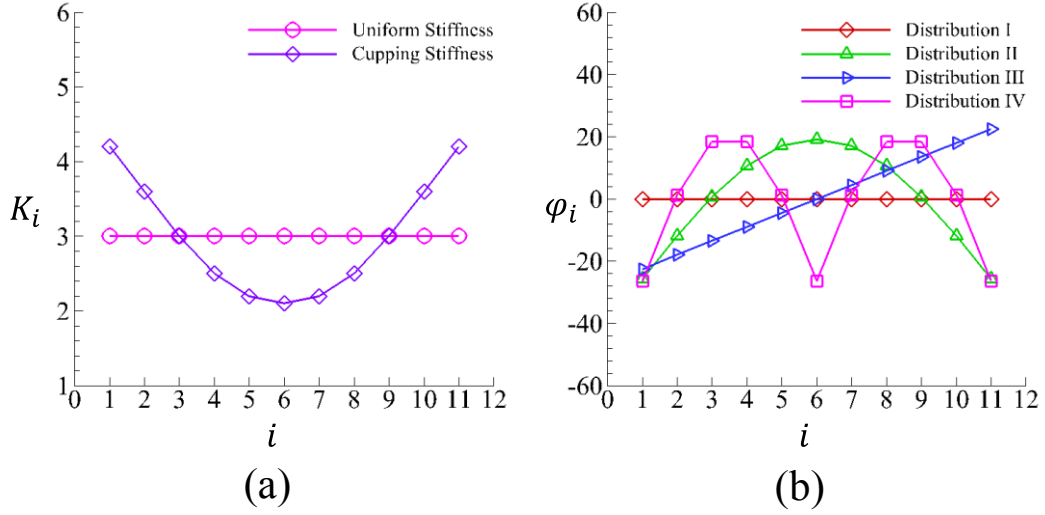 6
5
4
3
2
1
K_i
Uniform Stiffness
Cupping Stiffness
0 1 2 3 4 5 6 7 8 9 10 11 12
i
(a)
60
40
20
0
-20
-40
-60
φ_i
Distribution I
Distribution II
Distribution III
Distribution IV
0 1 2 3 4 5 6 7 8 9 10 11 12
i
(b)